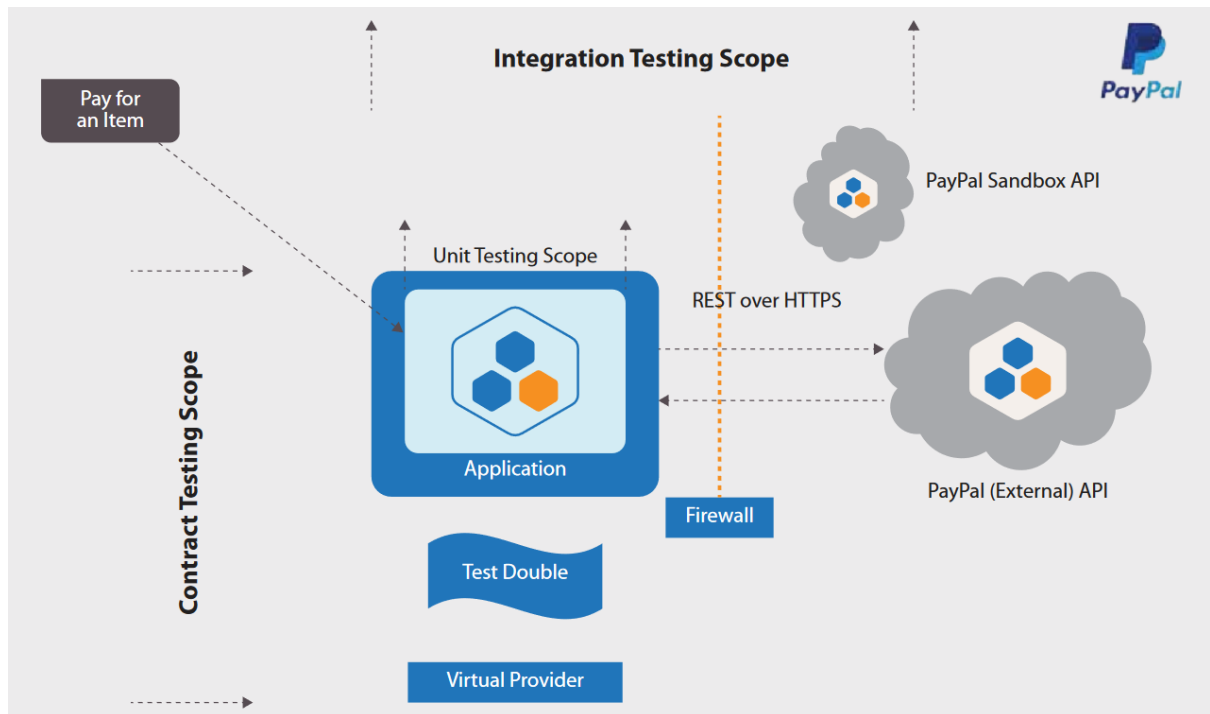 Integration Testing Scope
PayPal
Pay for
an Item
PayPal Sandbox API
Unit Testing Scope
REST over HTTPS
Contract Testing Scope
Application
PayPal (External) API
Firewall
Test Double
Virtual Provider